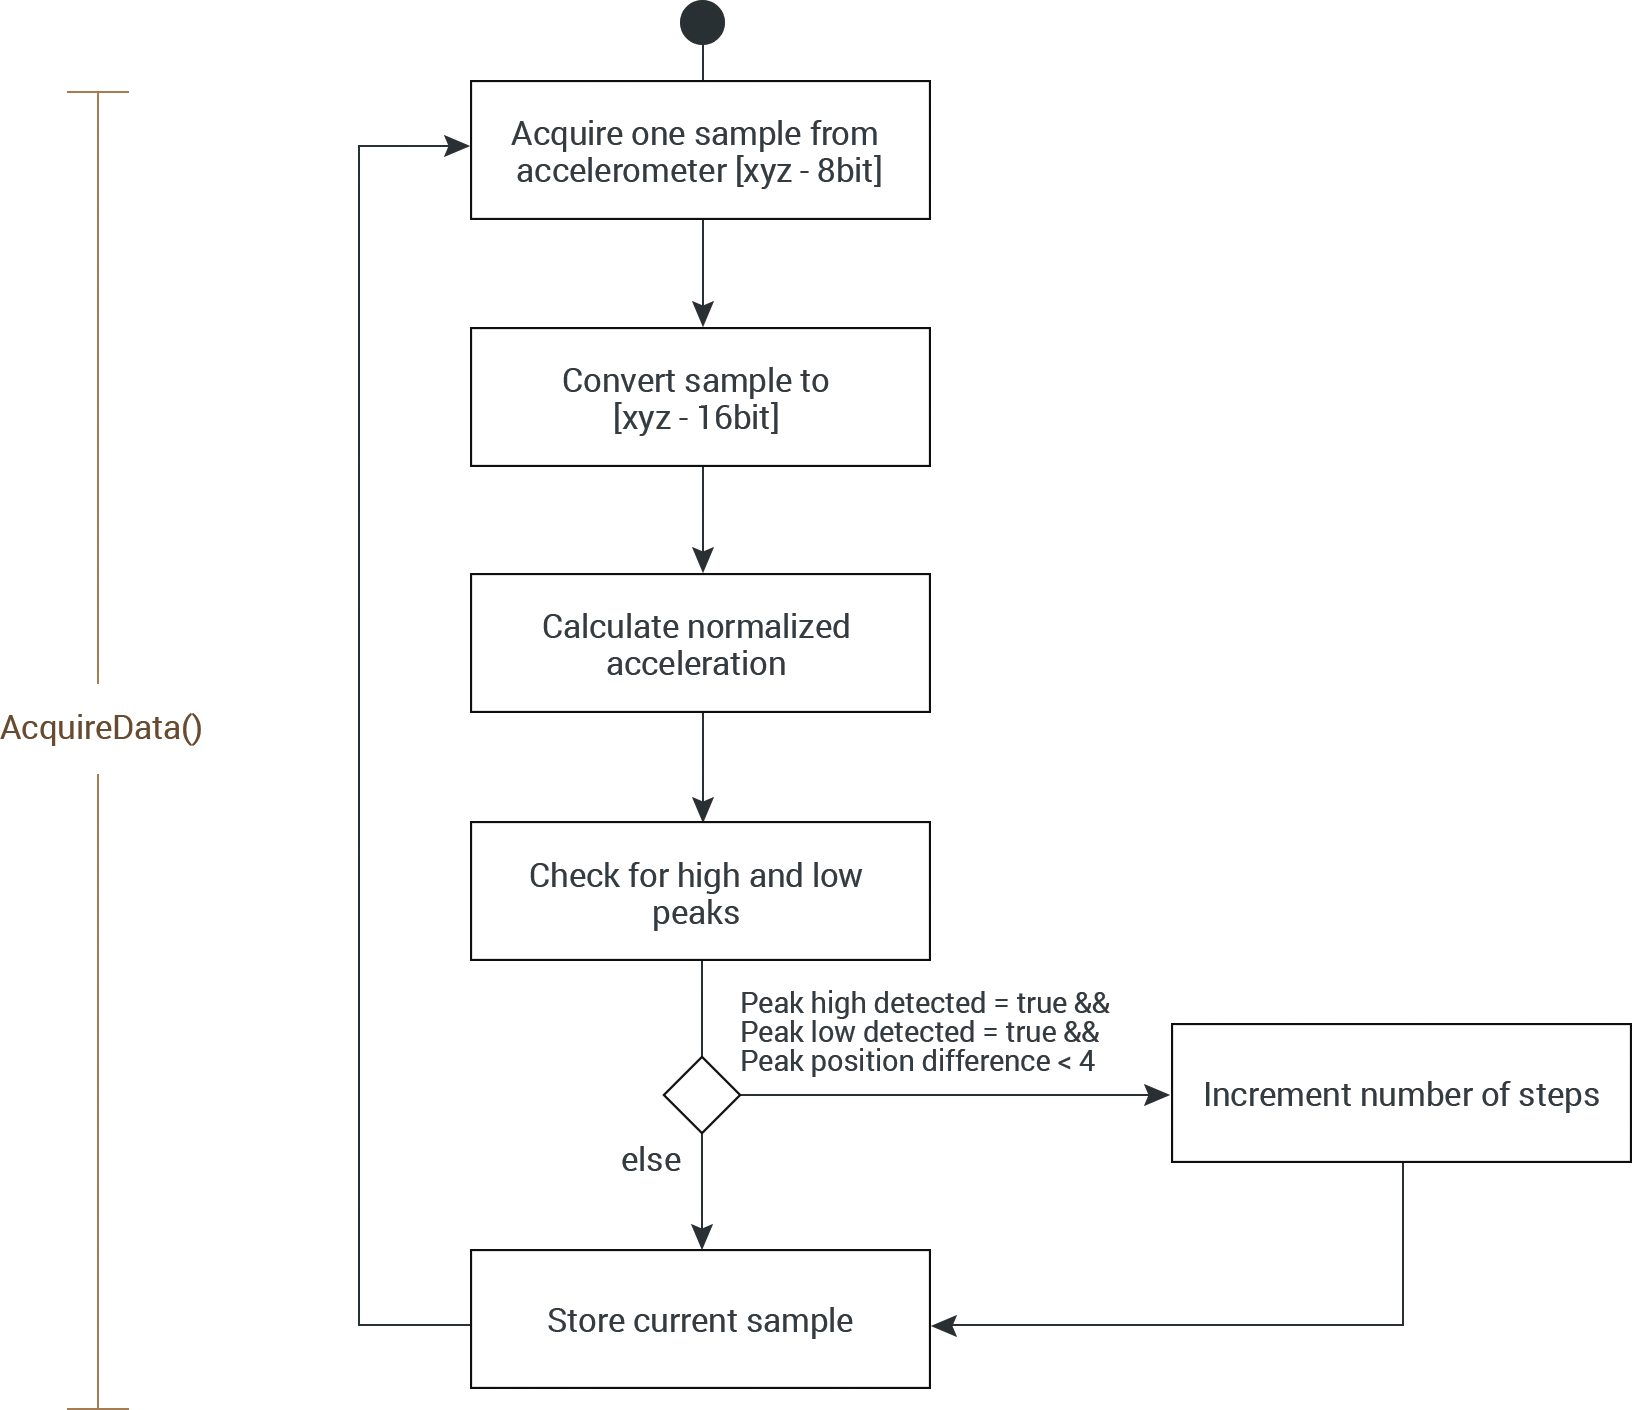 Acquire one sample from
accelerometer [xyz - 8bit]
Convert sample to
[xyz - 16bit]
Calculate normalized
acceleration
AcquireData()
Check for high and low
peaks
Peak high detected = true &&
Peak low detected = true &&
Peak position difference < 4
Increment number of steps
else
Store current sample